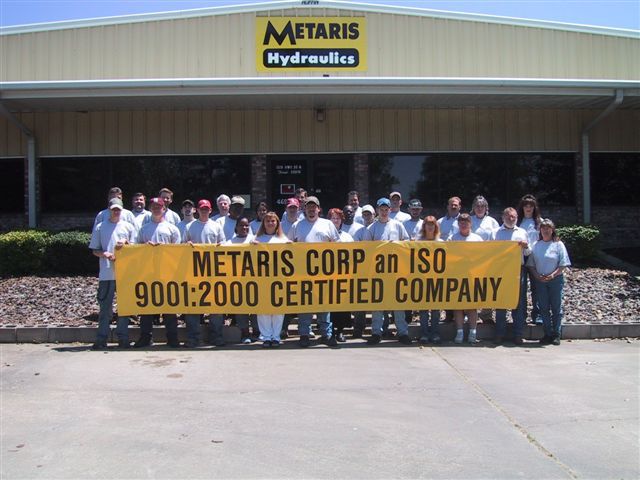 METARIS
Hydraulics
METARIS CORP an ISO
9001:2000 CERTIFIED COMPANY